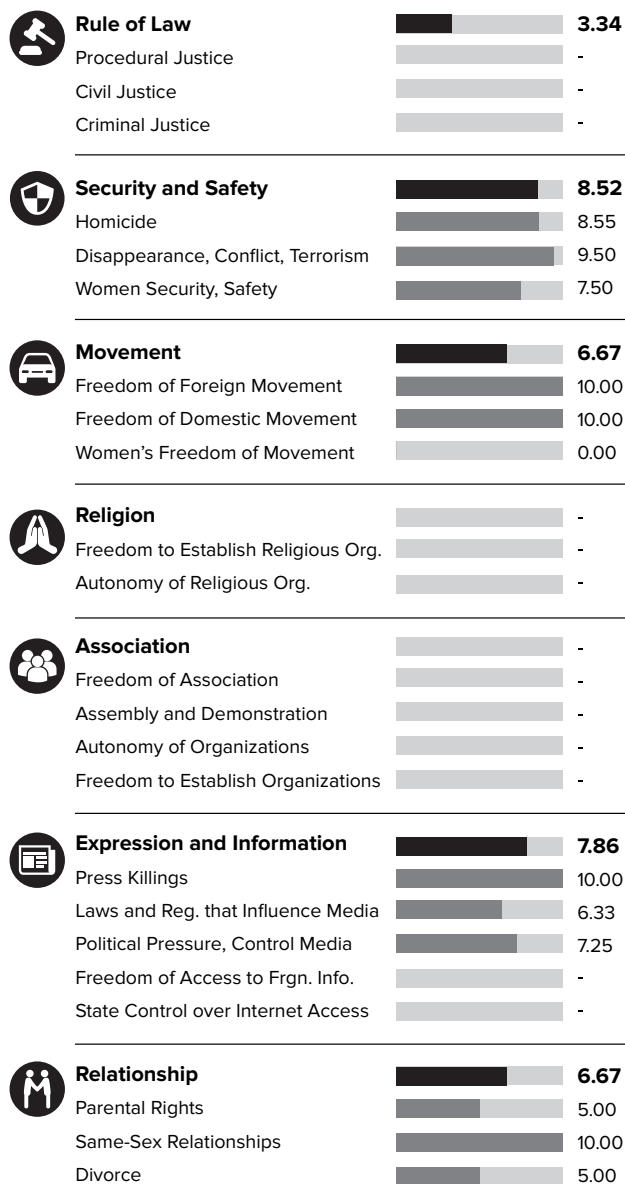 Rule of Law 3.34
Procedural Justice -
Civil Justice -
Criminal Justice -
Security and Safety 8.52
Homicide 8.55
Disappearance, Conflict, Terrorism 9.50
Women Security, Safety 7.50
Movement 6.67
Freedom of Foreign Movement 10.00
Freedom of Domestic Movement 10.00
Women’s Freedom of Movement 0.00
Religion -
Freedom to Establish Religious Org. -
Autonomy of Religious Org. -
Association -
Freedom of Association -
Assembly and Demonstration -
Autonomy of Organizations -
Freedom to Establish Organizations -
Expression and Information 7.86
Press Killings 10.00
Laws and Reg. that Influence Media 6.33
Political Pressure, Control Media 7.25
Freedom of Access to Frgn. Info. -
State Control over Internet Access -
Relationship 6.67
Parental Rights 5.00
Same-Sex Relationships 10.00
Divorce 5.00